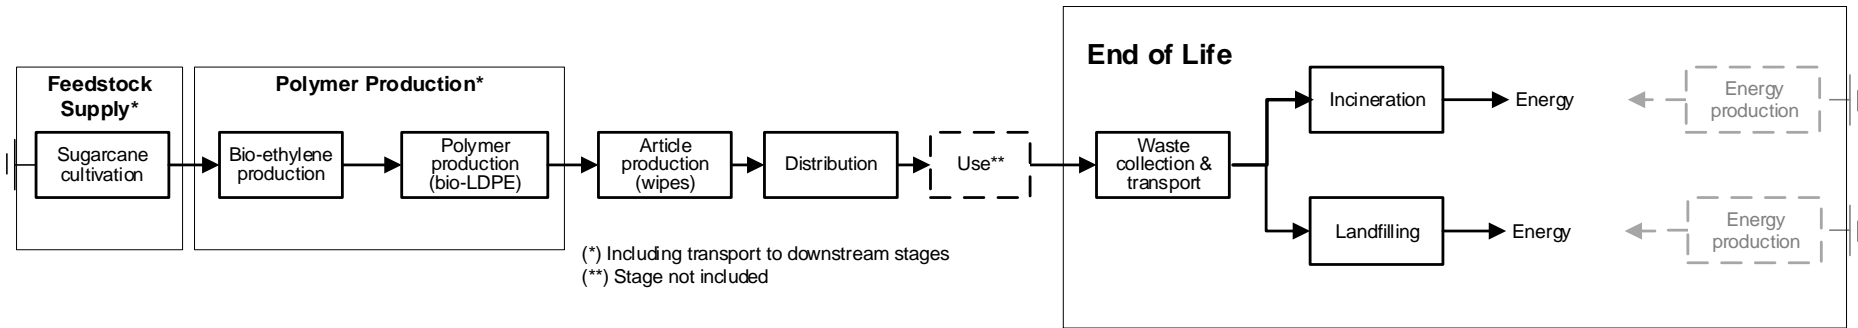 Feedstock
Supply*
Sugarcane
cultivation
Polymer Production*
Bio-ethylene
production
Polymer
production
(bio-LDPE)
Article
production
(wipes)
Distribution
Use**
(*) Including transport to downstream stages
(**) Stage not included
End of Life
Waste
collection &
transport
Incineration
Energy
Energy
production
Landfilling
Energy
Energy
production